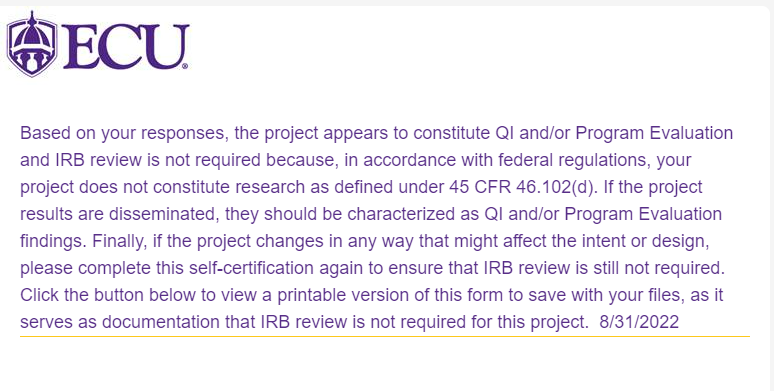 ECU
Based on your responses, the project appears to constitute QI and/or Program Evaluation
and IRB review is not required because, in accordance with federal regulations, your
project does not constitute research as defined under 45 CFR 46.102(d). If the project
results are disseminated, they should be characterized as QI and/or Program Evaluation
findings. Finally, if the project changes in any way that might affect the intent or design,
please complete this self-certification again to ensure that IRB review is still not required.
Click the button below to view a printable version of this form to save with your files, as it
serves as documentation that IRB review is not required for this project.  8/31/2022